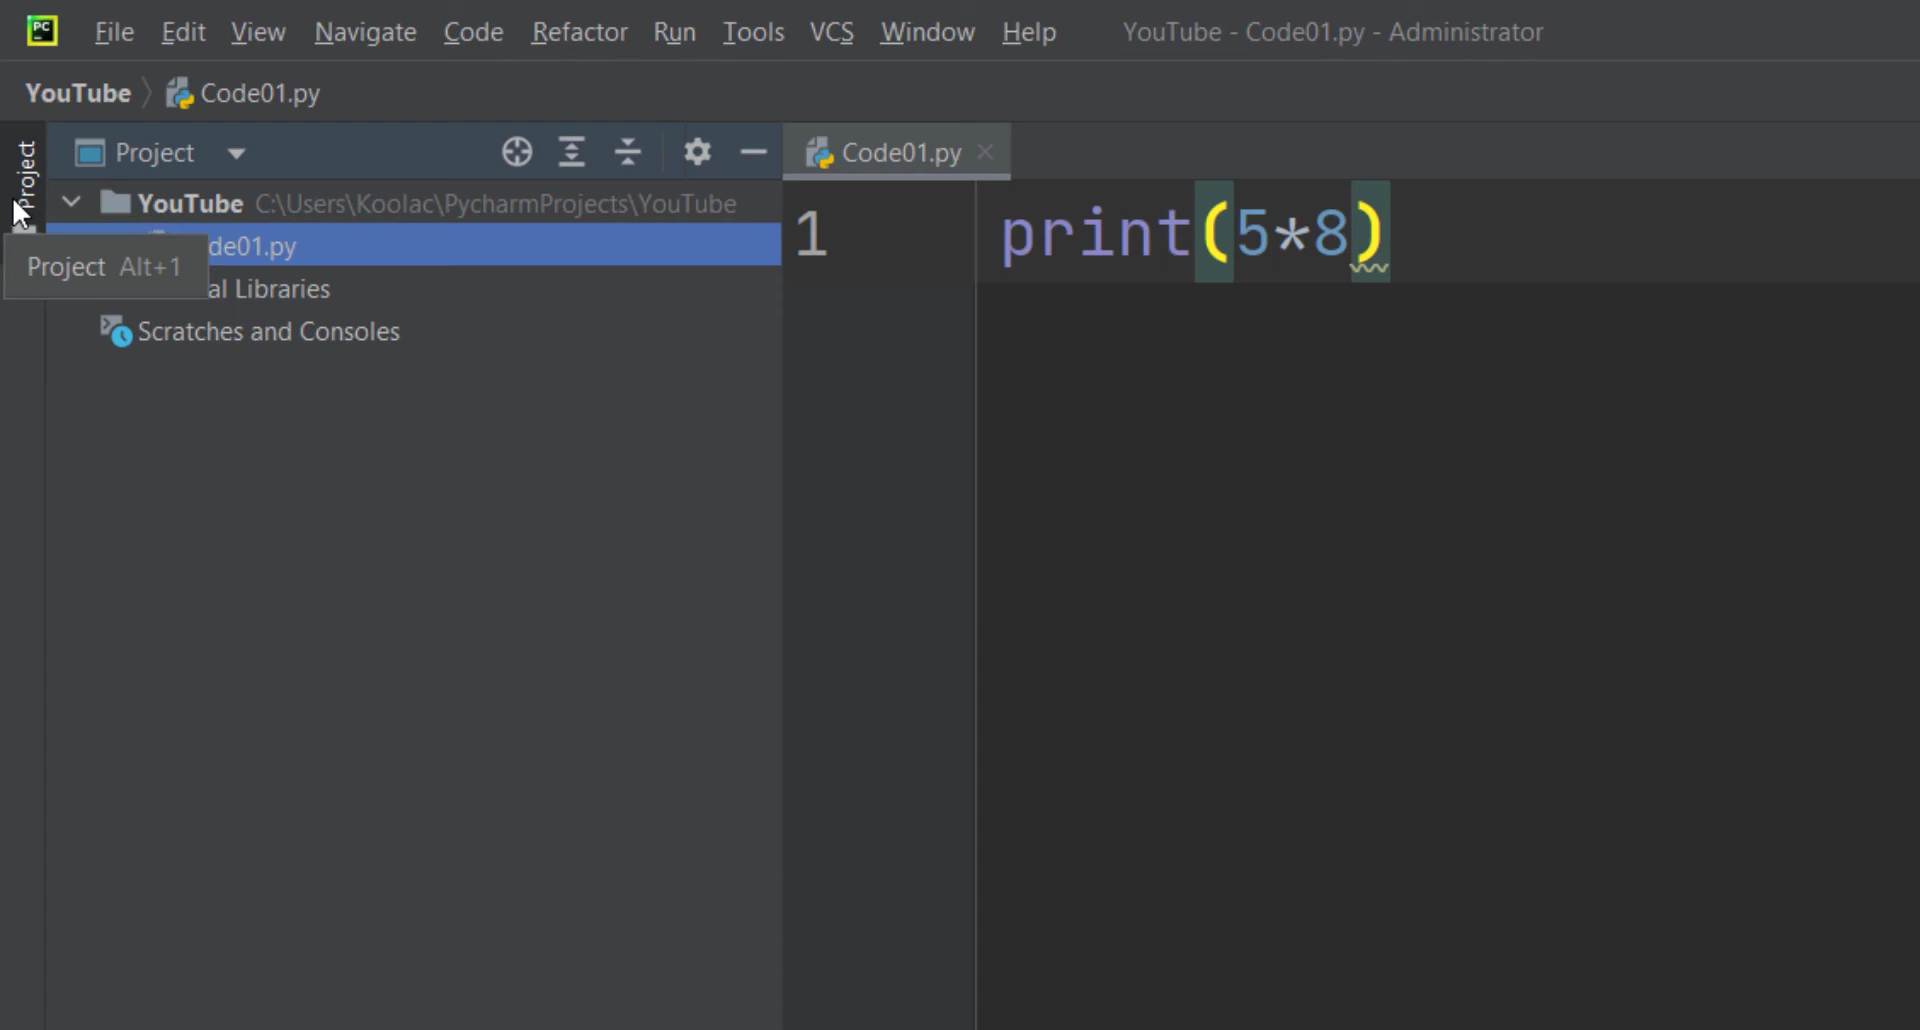 PC File Edit View Navigate Code Refactor Run Tools VCS Window Help YouTube - Code01.py - Administrator
YouTube Code01.py
Project
Project
Code01.py
YouTube C:\Users\Koolac\PycharmProjects\YouTube
de01.py
Project Alt+1
al Libraries
Scratches and Consoles
1 print(5*8)